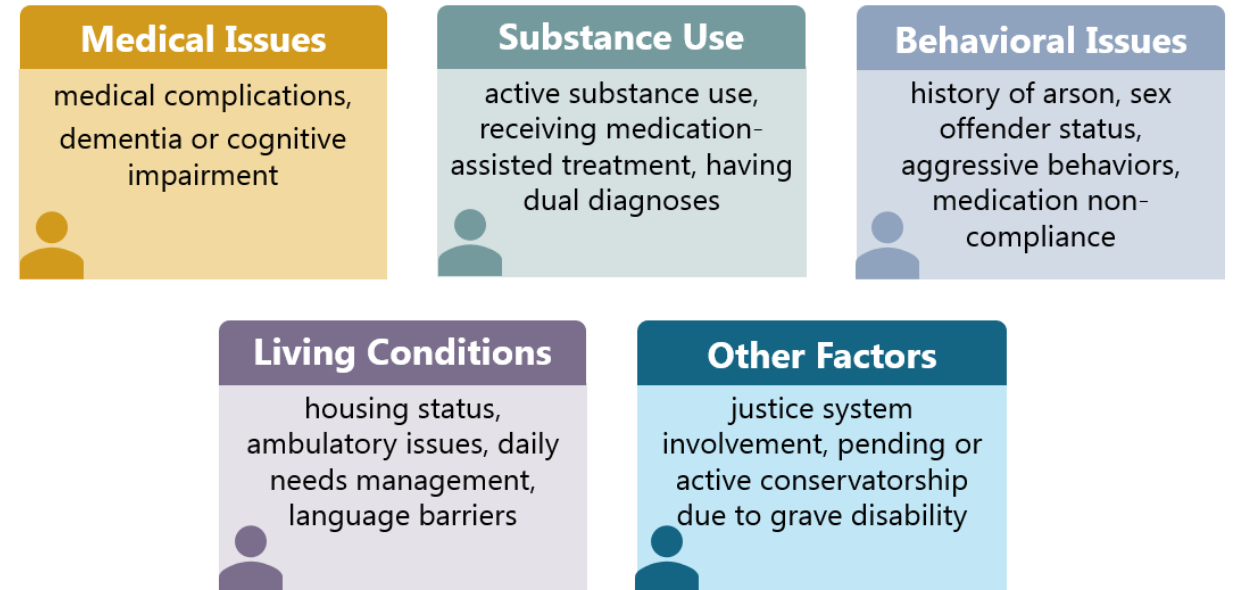 Medical Issues
medical complications,
dementia or cognitive
impairment
Substance Use
active substance use,
receiving medication-
assisted treatment, having
dual diagnoses
Behavioral Issues
history of arson, sex
offender status,
aggressive behaviors,
medication non-
compliance
Living Conditions
housing status,
ambulatory issues, daily
needs management,
language barriers
Other Factors
justice system
involvement, pending or
active conservatorship
due to grave disability